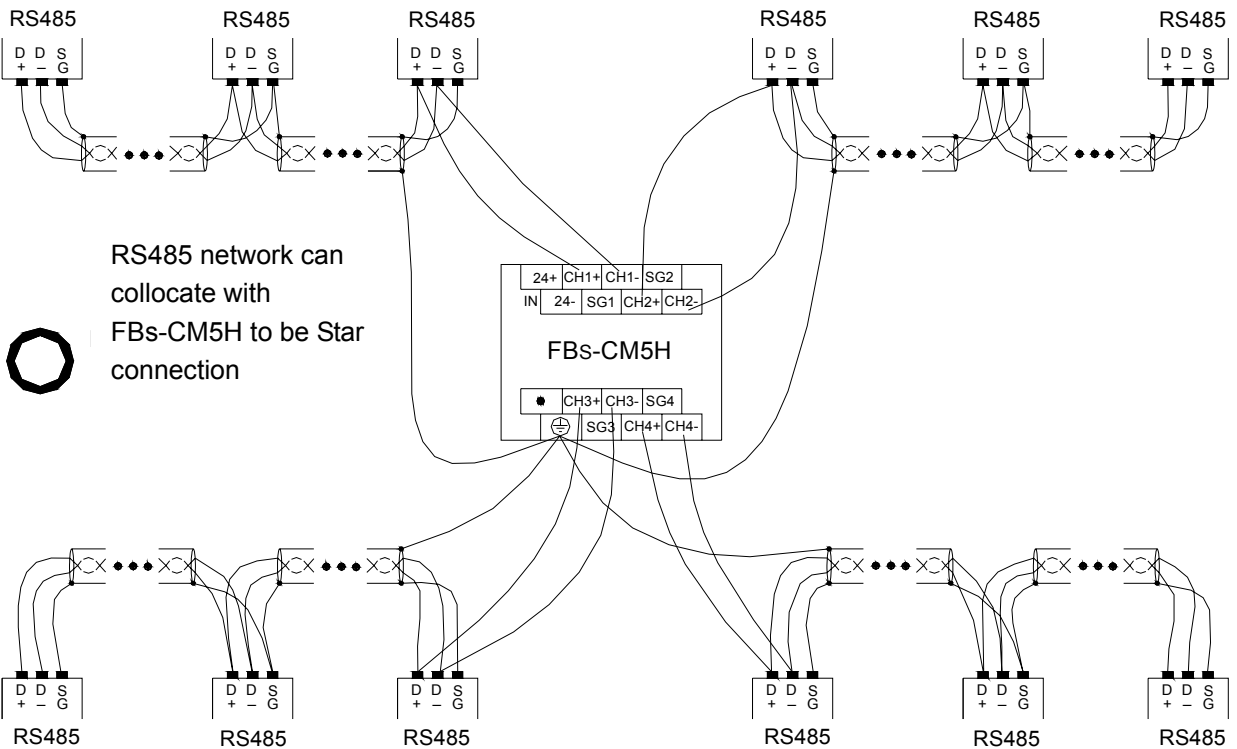 RS485 RS485 RS485 RS485 RS485 RS485
D D S D D S D D S D D S D D S D D S
+ – G + – G + – G + – G + – G + – G
RS485 network can
collocate with
FBs-CM5H to be Star
connection
24+ CH1+ CH1- SG2
IN 24- SG1 CH2+ CH2-
FBs-CM5H
CH3+ CH3- SG4
SG3 CH4+ CH4-
D D S D D S D D S D D S D D S D D S
+ – G + – G + – G + – G + – G + – G
RS485 RS485 RS485 RS485 RS485 RS485